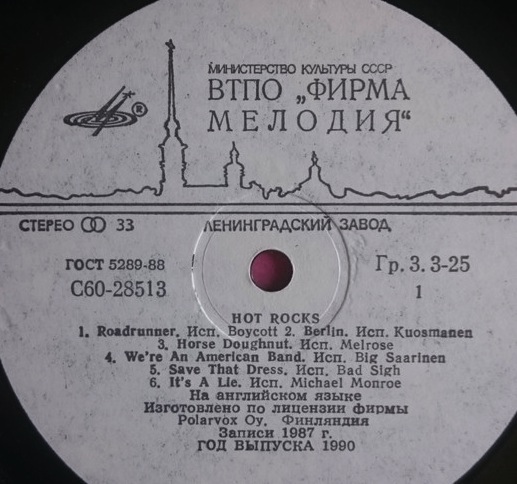 МИНИСТЕРСТВО КУЛЬТУРЫ СССР
ВТПО „ФИРМА
МЕЛОДИЯ“
®
СТЕРЕО 33
ЛЕНИНГРАДСКИЙ ЗАВОД
ГОСТ 5289-88
Гр. 3. 3-25
С60-28513
1
HOT ROCKS
1. Roadrunner. Исп. Boycott 2. Berlin. Исп. Kuosmanen
3. Horse Doughnut. Исп. Melrose
4. We're An American Band. Исп. Big Saarinen
5. Save That Dress. Исп. Bad Sigh
6. It's A Lie. Исп. Michael Monroe
На английском языке
Изготовлено по лицензии фирмы
Polarvox Oy, Финляндия
Записи 1987 г.
ГОД ВЫПУСКА 1990